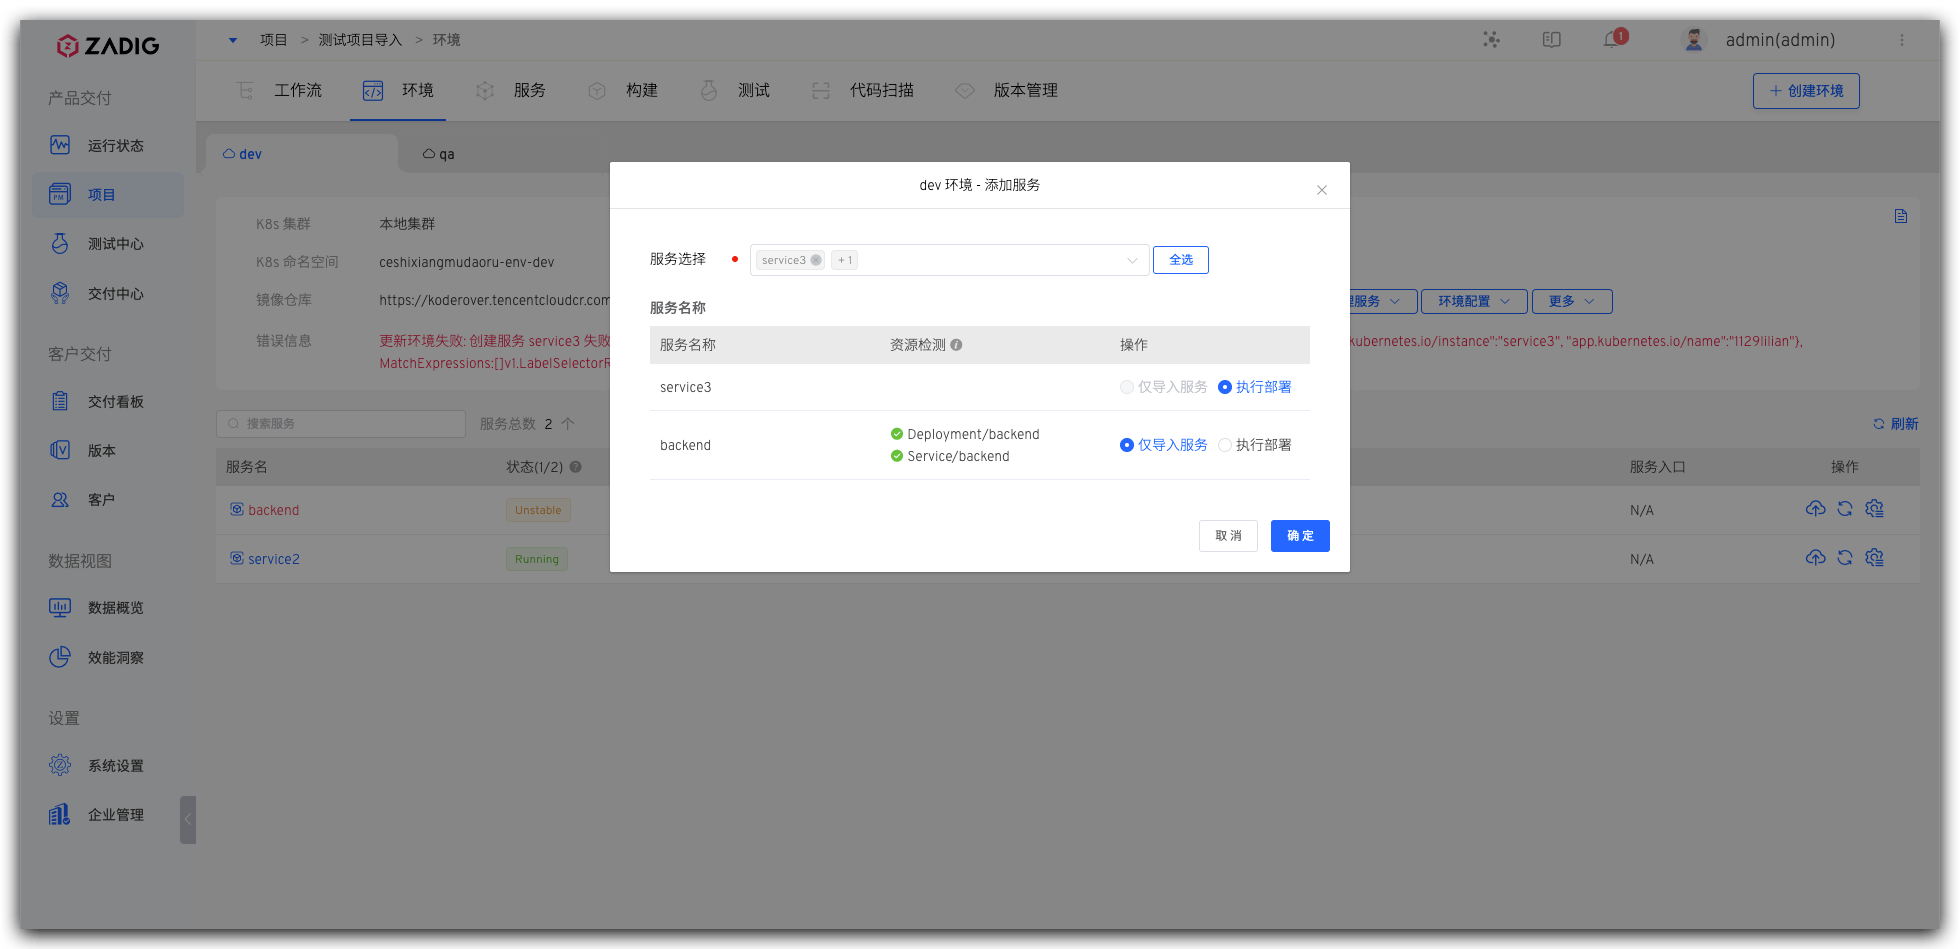 ZADIG
项目 > 测试项目导入 > 环境
1
admin(admin)
产品交付
工作流
环境
服务
构建
测试
代码扫描
版本管理
创建环境
运行状态
项目
测试中心
交付中心
客户交付
交付看板
版本
客户
数据视图
数据概览
效能洞察
设置
系统设置
企业管理
dev
qa
K8s 集群
本地集群
K8s 命名空间
ceshixiangmudaoru-env-dev
镜像仓库
https://koderover.tencentcloudcr.com
服务
环境配置
更多
错误信息
更新环境失败: 创建服务 service3 失败
kubernetes.io/instance":"service3", "app.kubernetes.io/name":"1129lilian"},
MatchExpressions:[]v1.LabelSelectorR
搜索服务
服务总数 2 个
刷新
服务名
状态(1/2)
服务入口
操作
backend
Unstable
N/A
service2
Running
N/A
dev 环境 - 添加服务
服务选择
service3
+ 1
全选
服务名称
服务名称
资源检测
操作
service3
仅导入服务
执行部署
backend
Deployment/backend
Service/backend
仅导入服务
执行部署
取 消
确 定